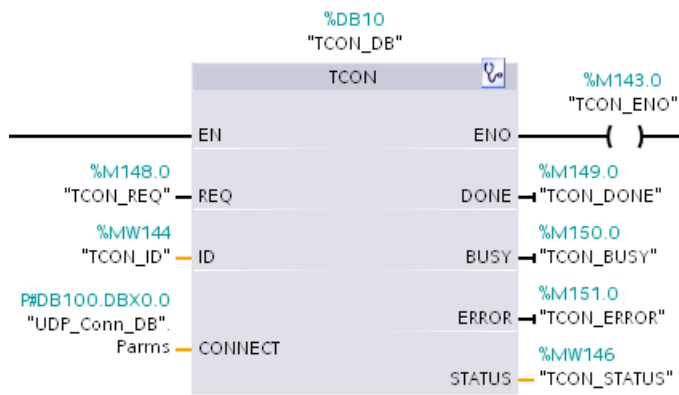 %DB10
"TCON_DB"
TCON
%M143.0
"TCON_ENO"
EN
ENO
%M148.0
"TCON_REQ"
REQ
DONE
%M149.0
"TCON_DONE"
%MW144
"TCON_ID"
ID
BUSY
%M150.0
"TCON_BUSY"
P#DB100.DBX0.0
"UDP_Conn_DB".
Parms
CONNECT
ERROR
%M151.0
"TCON_ERROR"
STATUS
%MW146
"TCON_STATUS"